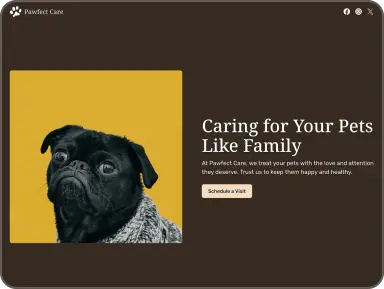 Pawfect Care
Caring for Your Pets
Like Family
At Pawfect Care, we treat your pets with the love and attention
they deserve. Trust us to keep them happy and healthy.
Schedule a Visit